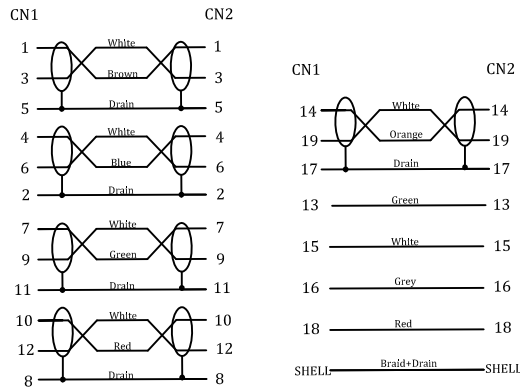 CN1 CN2
1 White 1
3 Brown 3
5 Drain 5
4 White 4
6 Blue 6
2 Drain 2
7 White 7
9 Green 9
11 Drain 11
10 White 10
12 Red 12
8 Drain 8
CN1 CN2
14 White 14
19 Orange 19
17 Drain 17
13 Green 13
15 White 15
16 Grey 16
18 Red 18
SHELL Braid+Drain SHELL